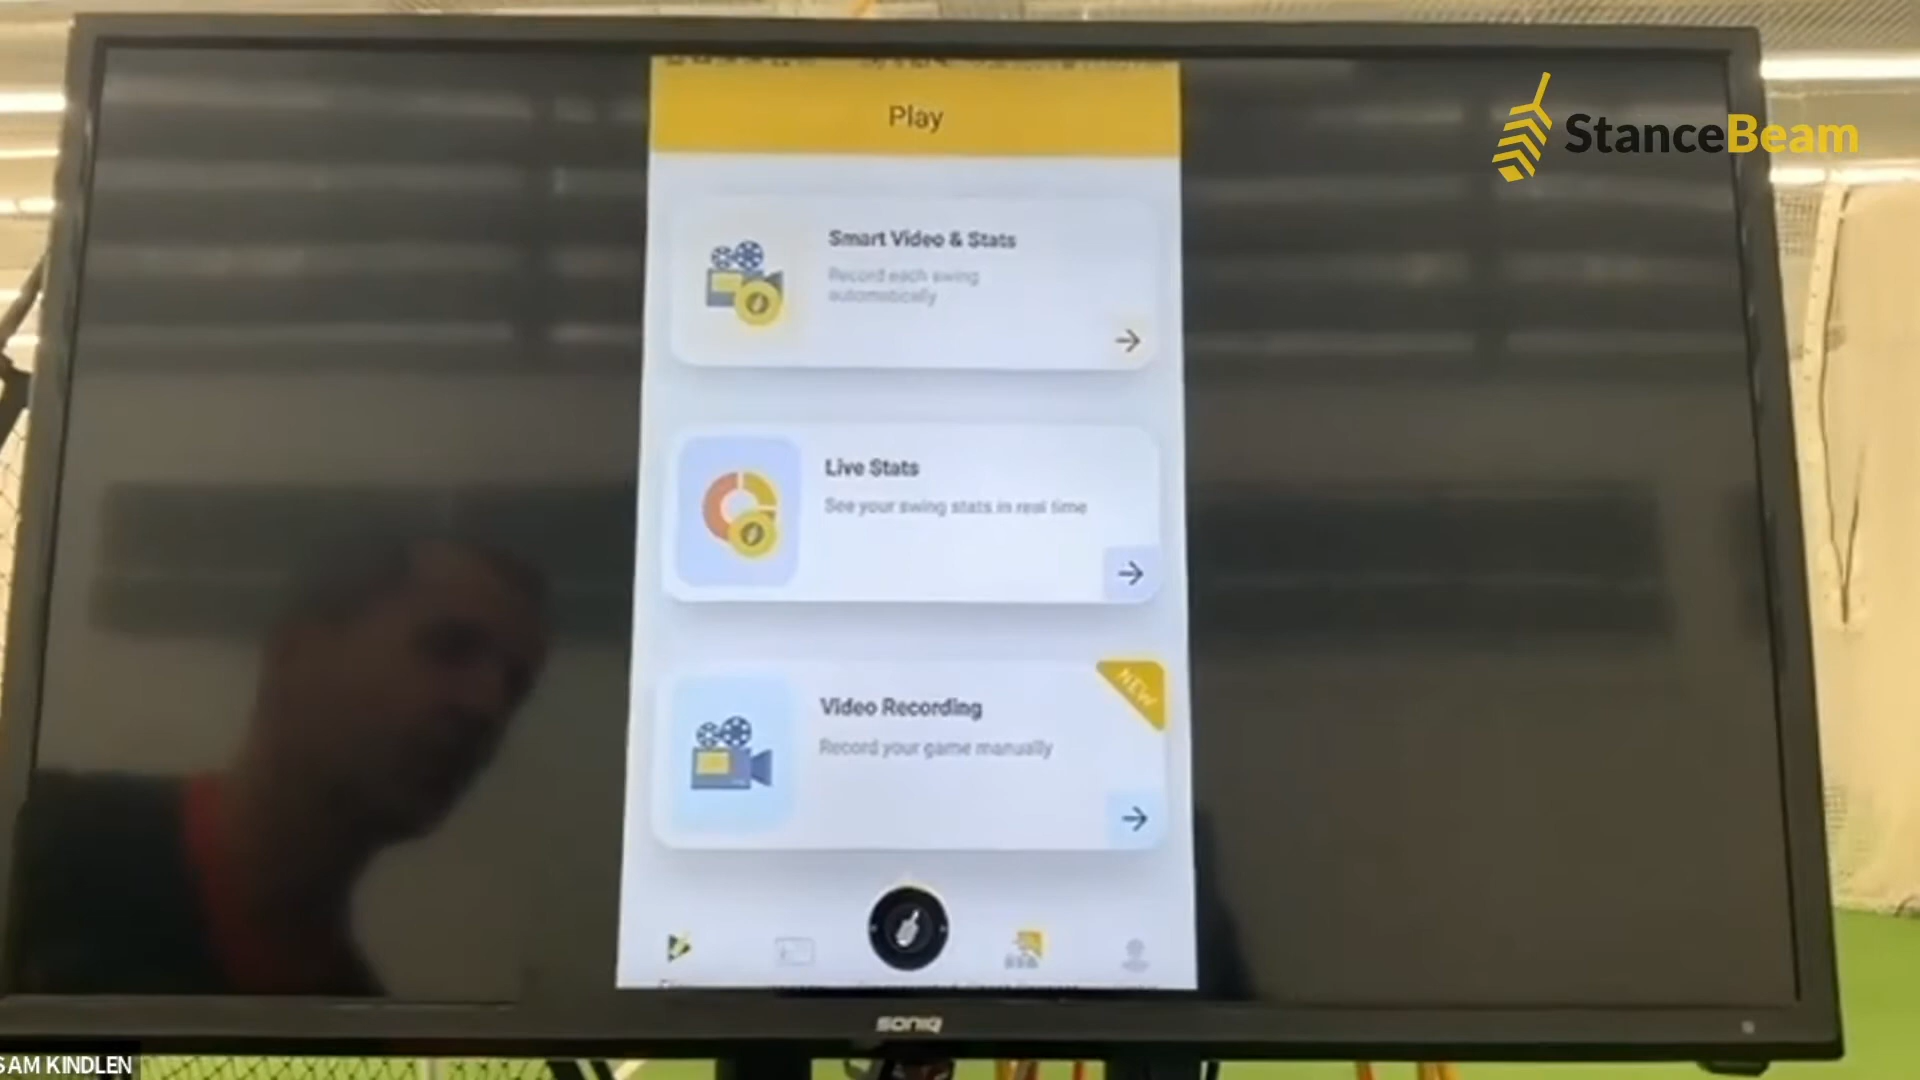 Play
StanceBeam
Smart Video & Stats
Record each swing
automatically
Live Stats
See your swing stats in real time
NEW
Video Recording
Record your game manually
SONIQ
SAM KINDLEN